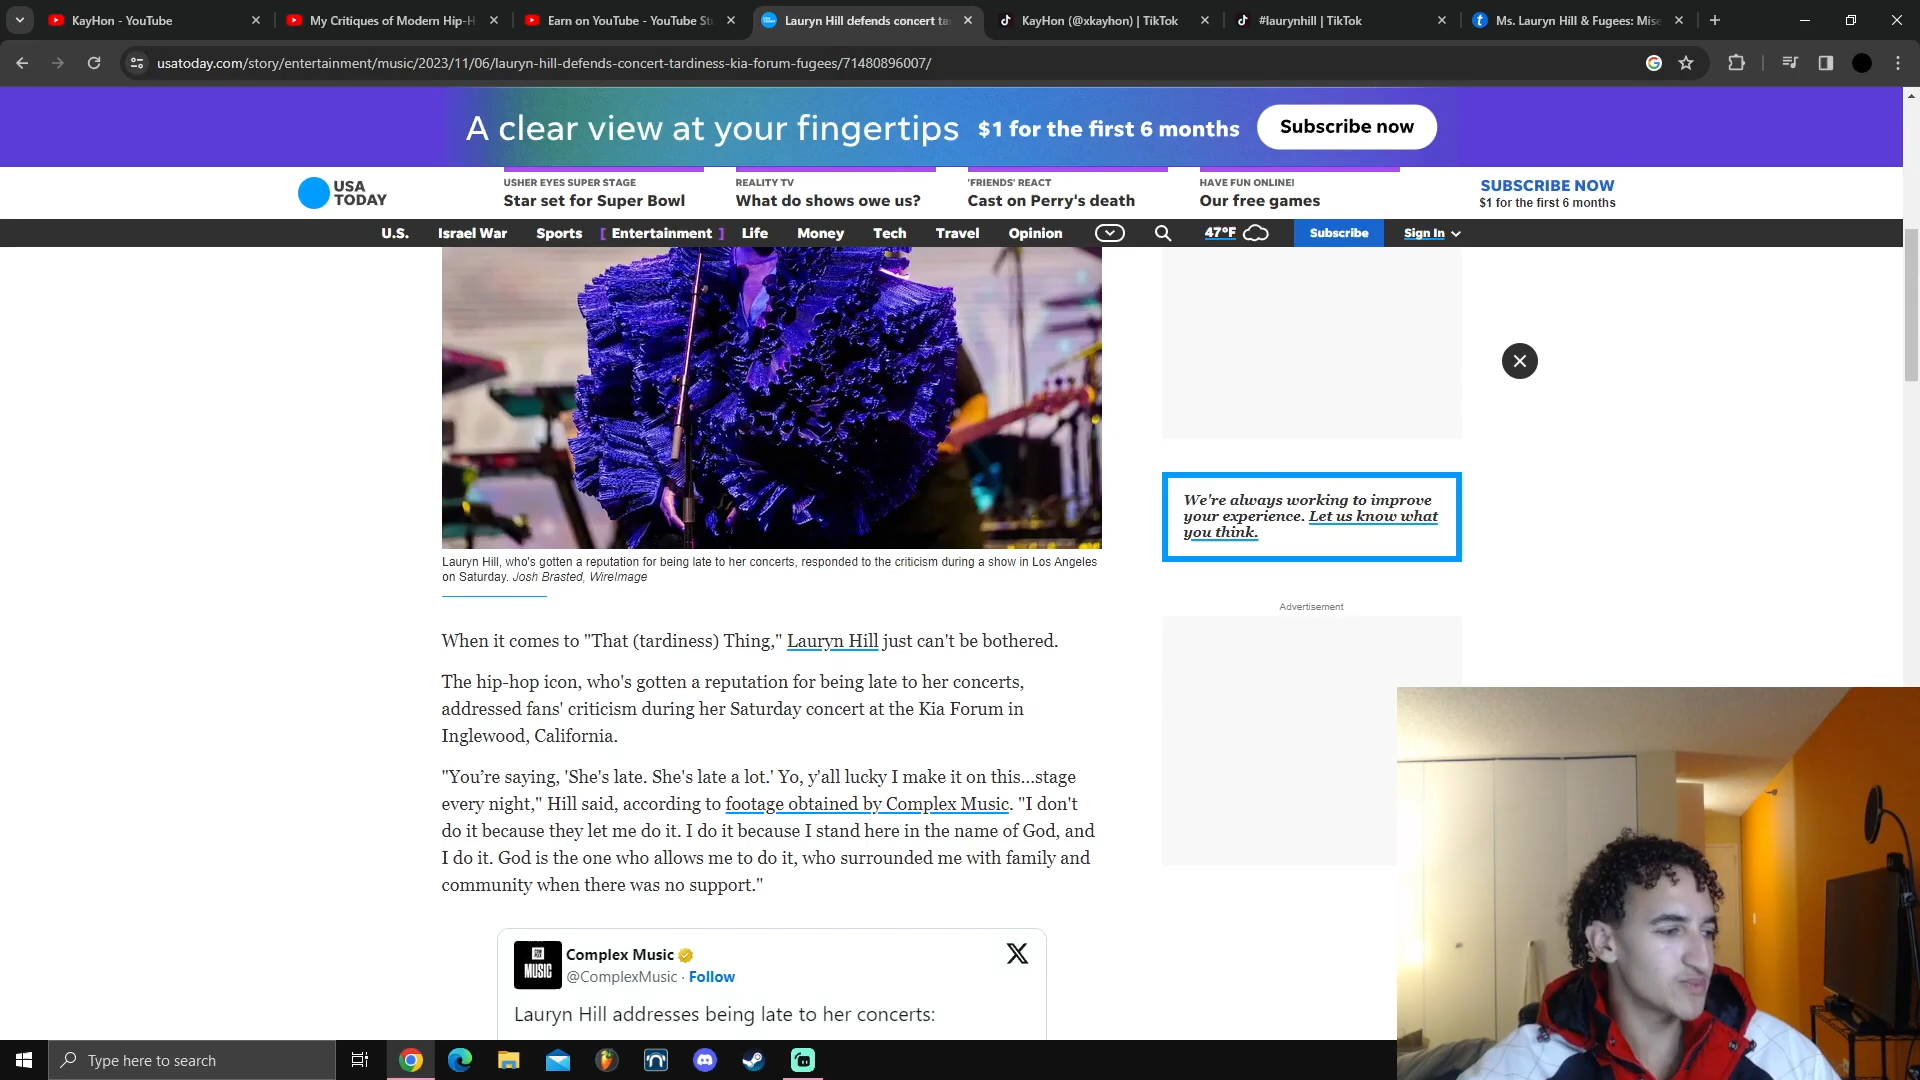 KayHon - YouTube
My Critiques of Modern Hip-H
Earn on YouTube - YouTube St
Lauryn Hill defends concert ta
KayHon (@xkayhon) | TikTok
#laurynhill | TikTok
Ms. Lauryn Hill & Fugees: Mise
usatoday.com/story/entertainment/music/2023/11/06/lauryn-hill-defends-concert-tardiness-kia-forum-fugees/71480896007/
A clear view at your fingertips $1 for the first 6 months Subscribe now
USA
TODAY
USHER EYES SUPER STAGE
Star set for Super Bowl
REALITY TV
What do shows owe us?
'FRIENDS' REACT
Cast on Perry's death
HAVE FUN ONLINE!
Our free games
SUBSCRIBE NOW
$1 for the first 6 months
U.S. Israel War Sports [ Entertainment ] Life Money Tech Travel Opinion 47°F Subscribe Sign In
We're always working to improve
your experience. Let us know what
you think.
Advertisement
Lauryn Hill, who's gotten a reputation for being late to her concerts, responded to the criticism during a show in Los Angeles
on Saturday. Josh Brasted, WireImage
When it comes to "That (tardiness) Thing," Lauryn Hill just can't be bothered.
The hip-hop icon, who's gotten a reputation for being late to her concerts,
addressed fans' criticism during her Saturday concert at the Kia Forum in
Inglewood, California.
"You’re saying, 'She's late. She's late a lot.' Yo, y'all lucky I make it on this…stage
every night," Hill said, according to footage obtained by Complex Music. "I don't
do it because they let me do it. I do it because I stand here in the name of God, and
I do it. God is the one who allows me to do it, who surrounded me with family and
community when there was no support."
MUSIC
Complex Music
@ComplexMusic · Follow
Lauryn Hill addresses being late to her concerts:
Type here to search